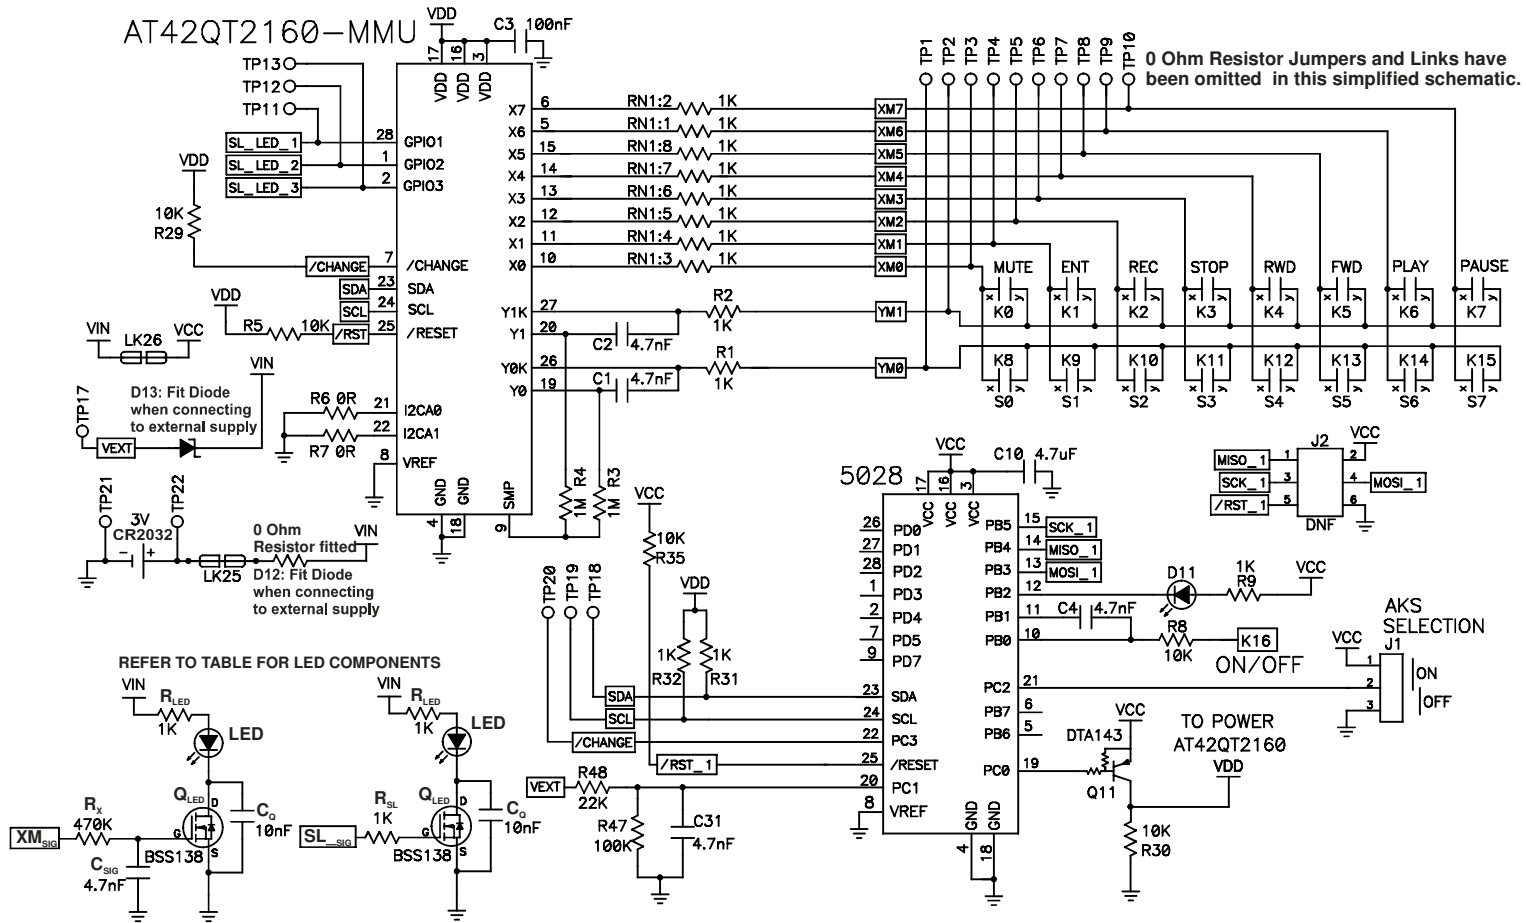 AT42QT2160-MMU
VDD
C3 100nF
17 16 3
VDD VDD VDD
TP13
TP12
TP11
SL_LED_1 28 GPIO1
SL_LED_2 1 GPIO2
SL_LED_3 2 GPIO3
VDD
10K
R29
/CHANGE 7 /CHANGE
SDA 23 SDA
SCL 24 SCL
VDD
R5 10K /RST 25 /RESET
R6 0R 21 I2CA0
R7 0R 22 I2CA1
8 VREF
GND GND SMP
4 18 9
X7 6 RN1:2 1K XM7
X6 5 RN1:1 1K XM6
X5 15 RN1:8 1K XM5
X4 14 RN1:7 1K XM4
X3 13 RN1:6 1K XM3
X2 12 RN1:5 1K XM2
X1 11 RN1:4 1K XM1
X0 10 RN1:3 1K XM0
Y1K 27 R2 1K YM1
Y1 20 C2 4.7nF
Y0K 26 R1 1K YM0
Y0 19 C1 4.7nF
1M R4
1M R3
TP1 TP2 TP3 TP4 TP5 TP6 TP7 TP8 TP9 TP10
0 Ohm Resistor Jumpers and Links have
been omitted in this simplified schematic.
MUTE ENT REC STOP RWD FWD PLAY PAUSE
x y x y x y x y x y x y x y x y
K0 K1 K2 K3 K4 K5 K6 K7
K8 K9 K10 K11 K12 K13 K14 K15
x y x y x y x y x y x y x y x y
S0 S1 S2 S3 S4 S5 S6 S7
VIN VCC
LK26
VIN
D13: Fit Diode
when connecting
to external supply
TP17
VEXT
TP21 TP22
3V
CR2032
- +
LK25
0 Ohm
Resistor fitted
VIN
D12: Fit Diode
when connecting
to external supply
REFER TO TABLE FOR LED COMPONENTS
VIN
RLED
1K
LED
QLED
D
G
S
CQ
10nF
RX
470K
XMSIG
BSS138
CSIG
4.7nF
VIN
RLED
1K
LED
QLED
D
G
S
CQ
10nF
RSL
1K
SL_SIG
BSS138
5028
VCC
C10 4.7uF
17 16 3
VCC VCC VCC
26 PD0
27 PD1
28 PD2
1 PD3
2 PD4
7 PD5
9 PD7
23 SDA
24 SCL
22 PC3
25 /RESET
20 PC1
8 VREF
GND GND
4 18
PB5 15 SCK_1
PB4 14 MISO_1
PB3 13 MOSI_1
PB2 12
PB1 11
PB0 10
PC2 21
PB7 6
PB6 5
PC0 19
VCC
10K
R35
TP20 TP19 TP18
VDD
1K 1K
R32 R31
SDA
SCL
/CHANGE
/RST_1
VEXT
R48
22K
R47
100K
C31
4.7nF
D11
1K
R9
VCC
C4 4.7nF
R8
10K
K16
ON/OFF
J2
VCC
MISO_1 1 2
SCK_1 3 4 MOSI_1
/RST_1 5 6
DNF
AKS
SELECTION
VCC
J1
1
2
3
ON
OFF
VCC
DTA143
Q11
TO POWER
AT42QT2160
VDD
10K
R30